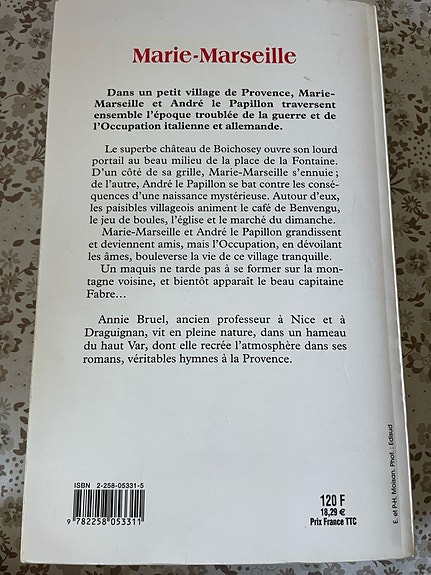 Marie-Marseille
Dans un petit village de Provence, Marie-
Marseille et André le Papillon traversent
ensemble l'époque troublée de la guerre et de
l'Occupation italienne et allemande.
Le superbe château de Boichosey ouvre son lourd
portail au beau milieu de la place de la Fontaine.
D'un côté de sa grille, Marie-Marseille s'ennuie ;
de l'autre, André le Papillon se bat contre les consé-
quences d'une naissance mystérieuse. Autour d'eux,
les paisibles villageois animent le café de Benvengu,
le jeu de boules, l'église et le marché du dimanche.
Marie-Marseille et André le Papillon grandissent
et deviennent amis, mais l'Occupation, en dévoilant
les âmes, bouleverse la vie de ce village tranquille.
Un maquis ne tarde pas à se former sur la mon-
tagne voisine, et bientôt apparaît le beau capitaine
Fabre...
Annie Bruel, ancien professeur à Nice et à
Draguignan, vit en pleine nature, dans un hameau
du haut Var, dont elle recrée l'atmosphère dans ses
romans, véritables hymnes à la Provence.
ISBN 2-258-05331-5
9 782258 053311
120 F
18,29 €
Prix France TTC
E. et P-H. Moison. Phot. : Edisud